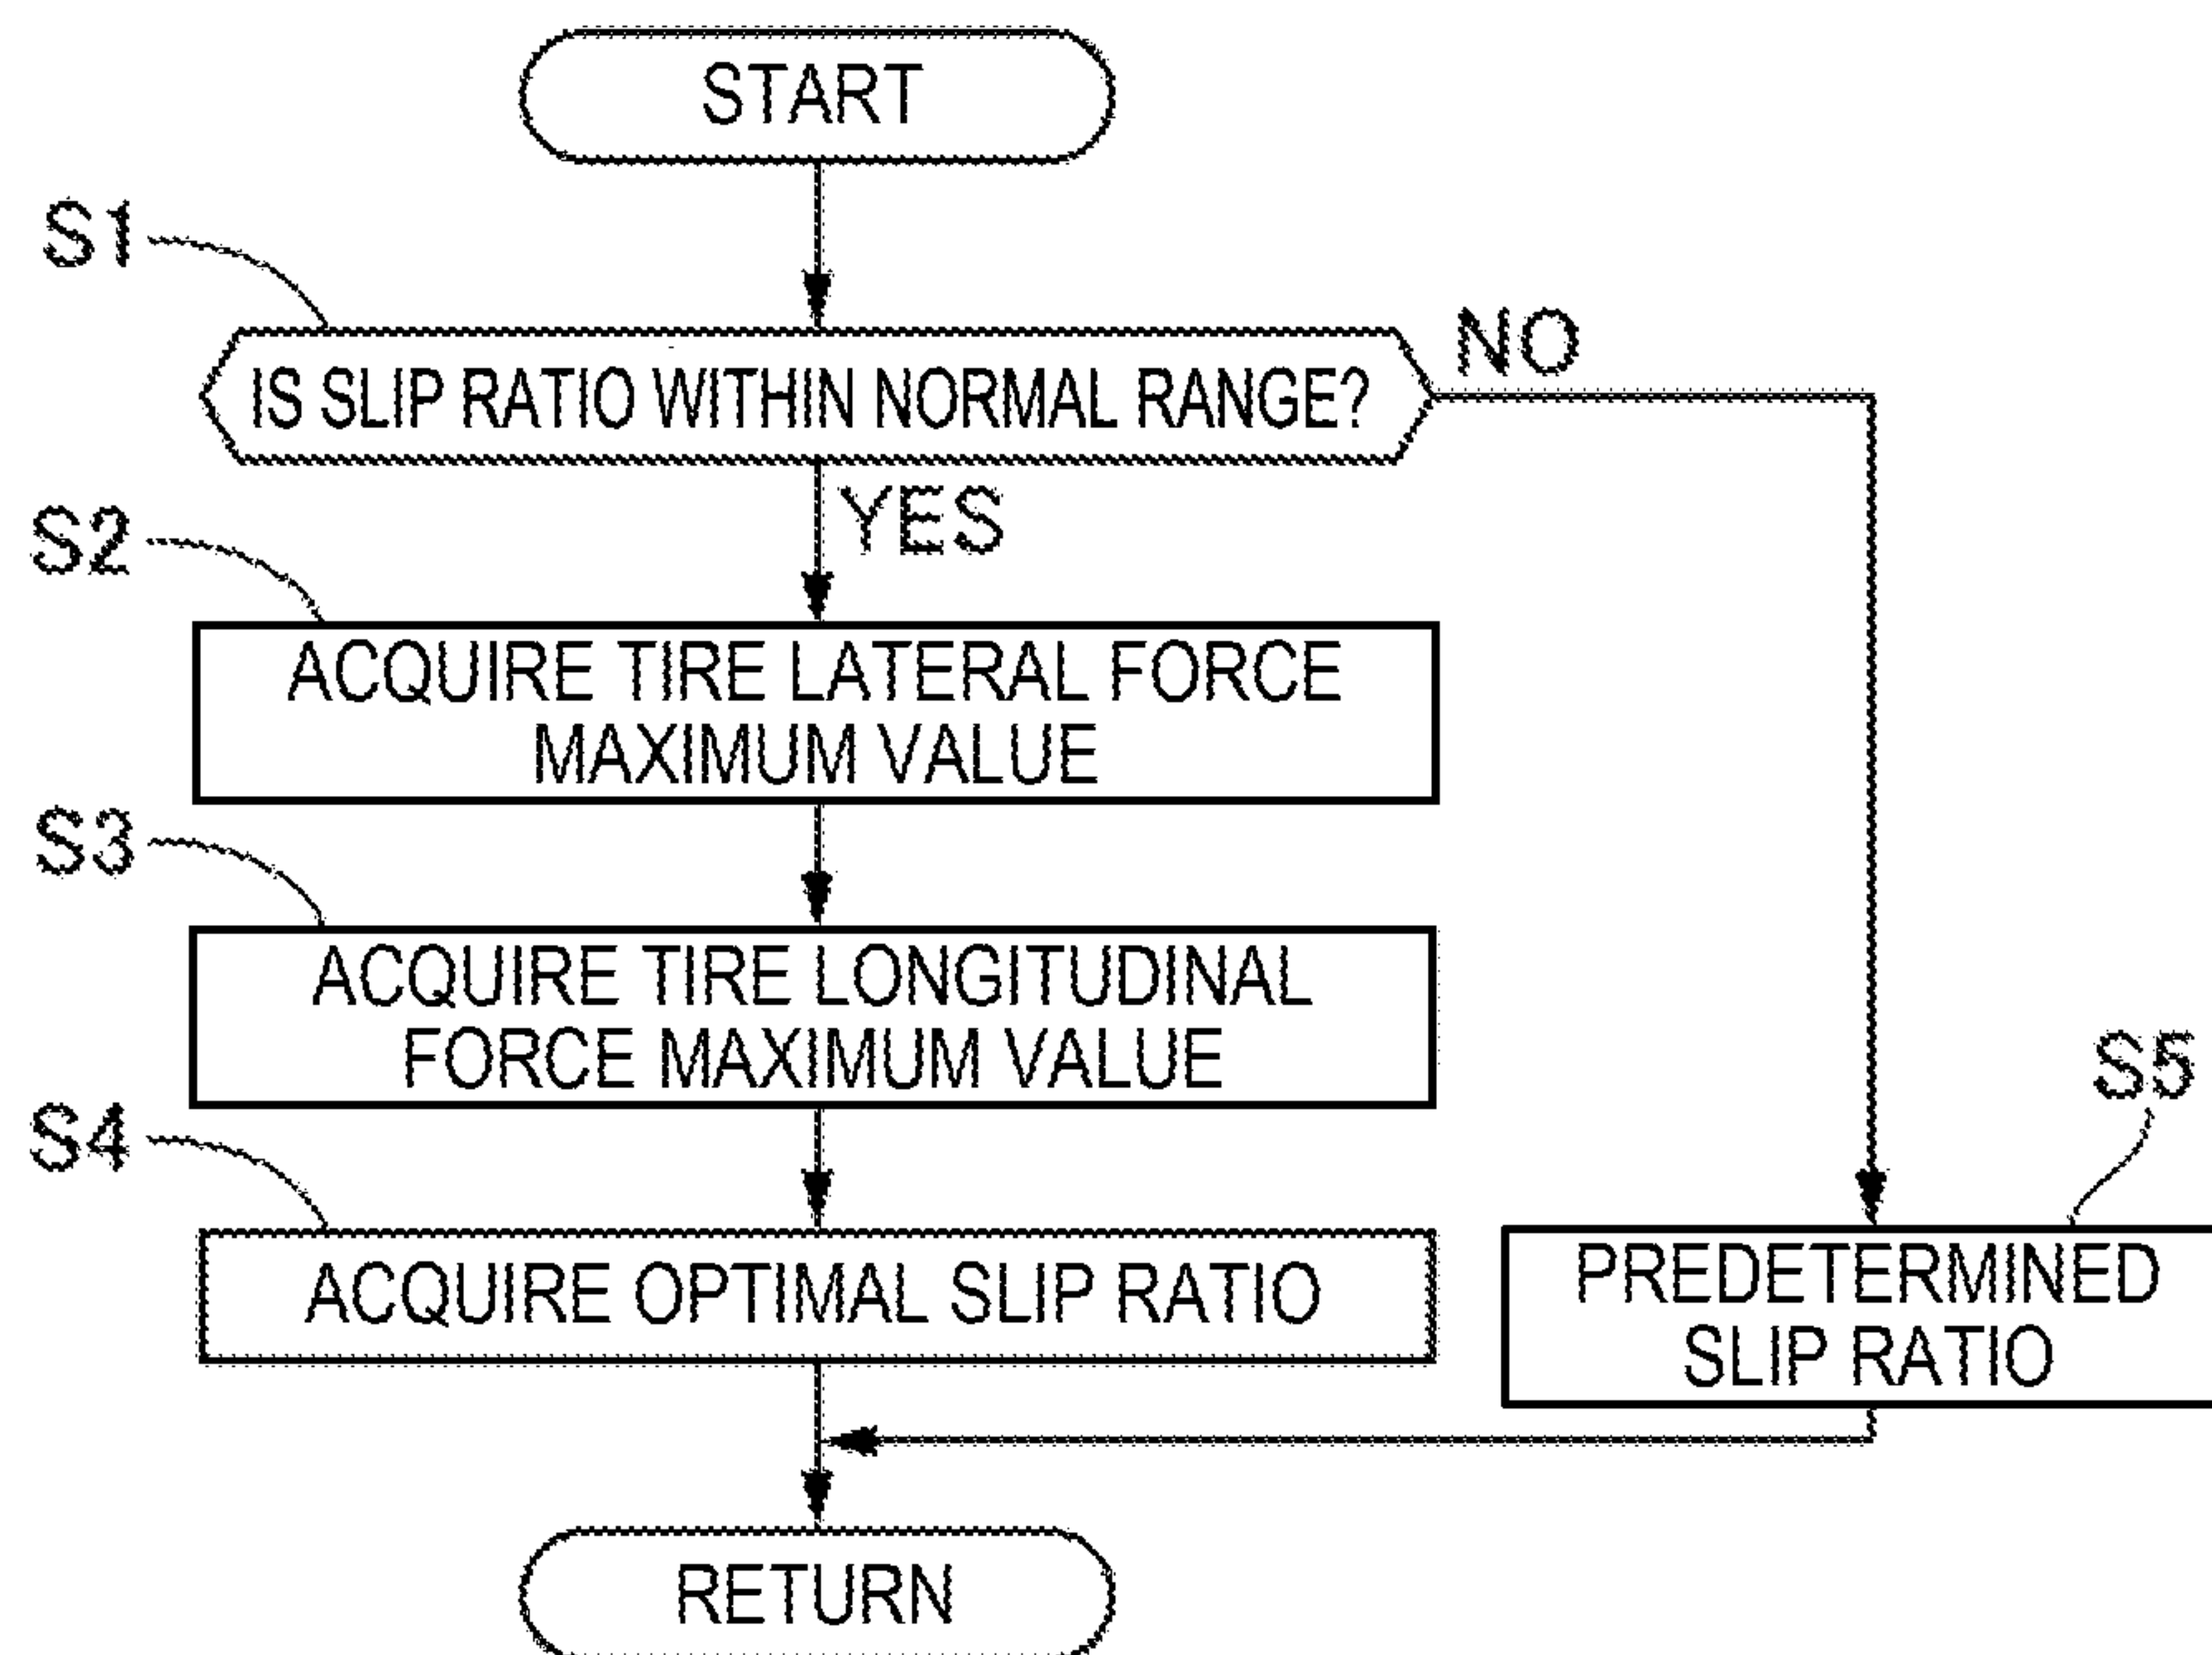 START
S1
IS SLIP RATIO WITHIN NORMAL RANGE?
NO
YES
S2
ACQUIRE TIRE LATERAL FORCE
MAXIMUM VALUE
S3
ACQUIRE TIRE LONGITUDINAL
FORCE MAXIMUM VALUE
S4
ACQUIRE OPTIMAL SLIP RATIO
S5
PREDETERMINED
SLIP RATIO
RETURN